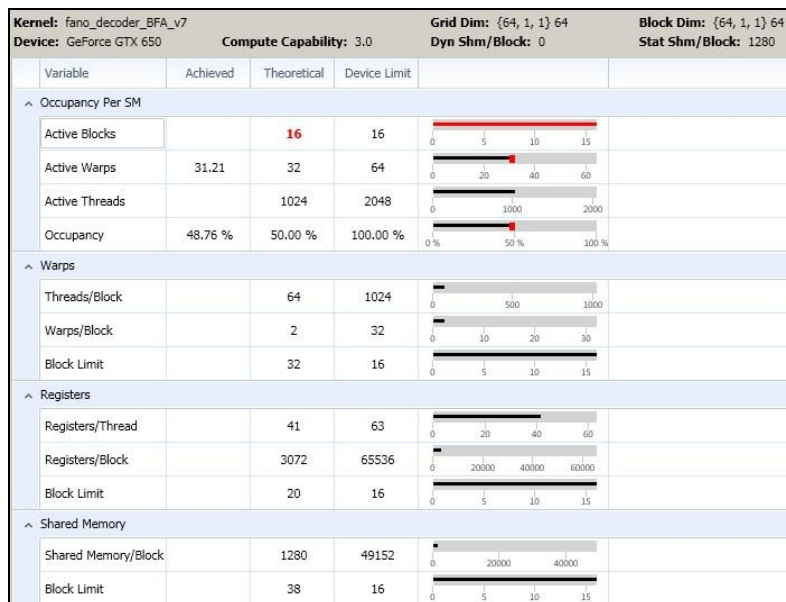 Kernel: fano_decoder_BFA_v7 Grid Dim: {64, 1, 1} 64 Block Dim: {64, 1, 1} 64
Device: GeForce GTX 650 Compute Capability: 3.0 Dyn Shm/Block: 0 Stat Shm/Block: 1280
Variable Achieved Theoretical Device Limit
Occupancy Per SM
Active Blocks 16 16
0 5 10 15
Active Warps 31.21 32 64
0 20 40 60
Active Threads 1024 2048
0 1000 2000
Occupancy 48.76 % 50.00 % 100.00 %
0 % 50 % 100 %
Warps
Threads/Block 64 1024
0 500 1000
Warps/Block 2 32
0 10 20 30
Block Limit 32 16
0 5 10 15
Registers
Registers/Thread 41 63
0 20 40 60
Registers/Block 3072 65536
0 20000 40000 60000
Block Limit 20 16
0 5 10 15
Shared Memory
Shared Memory/Block 1280 49152
0 20000 40000
Block Limit 38 16
0 5 10 15